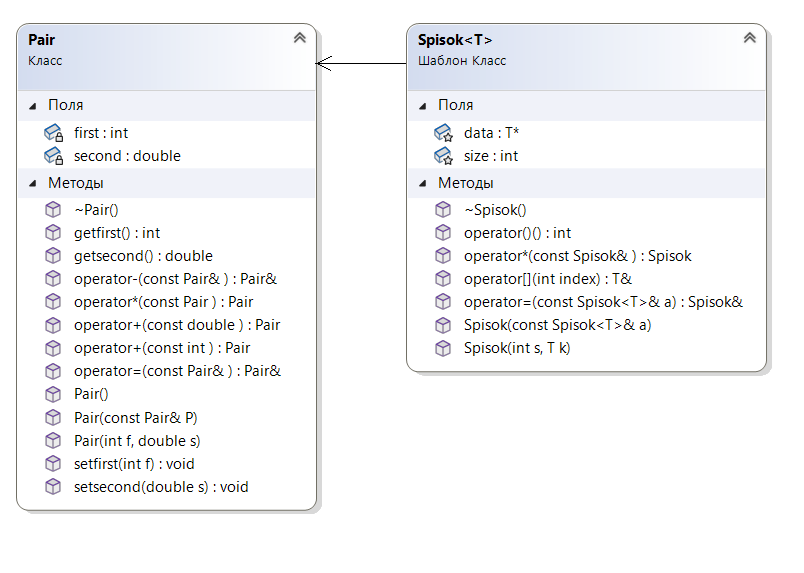 Pair
Класс
Поля
first : int
second : double
Методы
~Pair()
getfirst() : int
getsecond() : double
operator-(const Pair& ) : Pair&
operator*(const Pair ) : Pair
operator+(const double ) : Pair
operator+(const int ) : Pair
operator=(const Pair& ) : Pair&
Pair()
Pair(const Pair& P)
Pair(int f, double s)
setfirst(int f) : void
setsecond(double s) : void
Spisok<T>
Шаблон Класс
Поля
data : T*
size : int
Методы
~Spisok()
operator()() : int
operator*(const Spisok& ) : Spisok
operator[](int index) : T&
operator=(const Spisok<T>& a) : Spisok&
Spisok(const Spisok<T>& a)
Spisok(int s, T k)